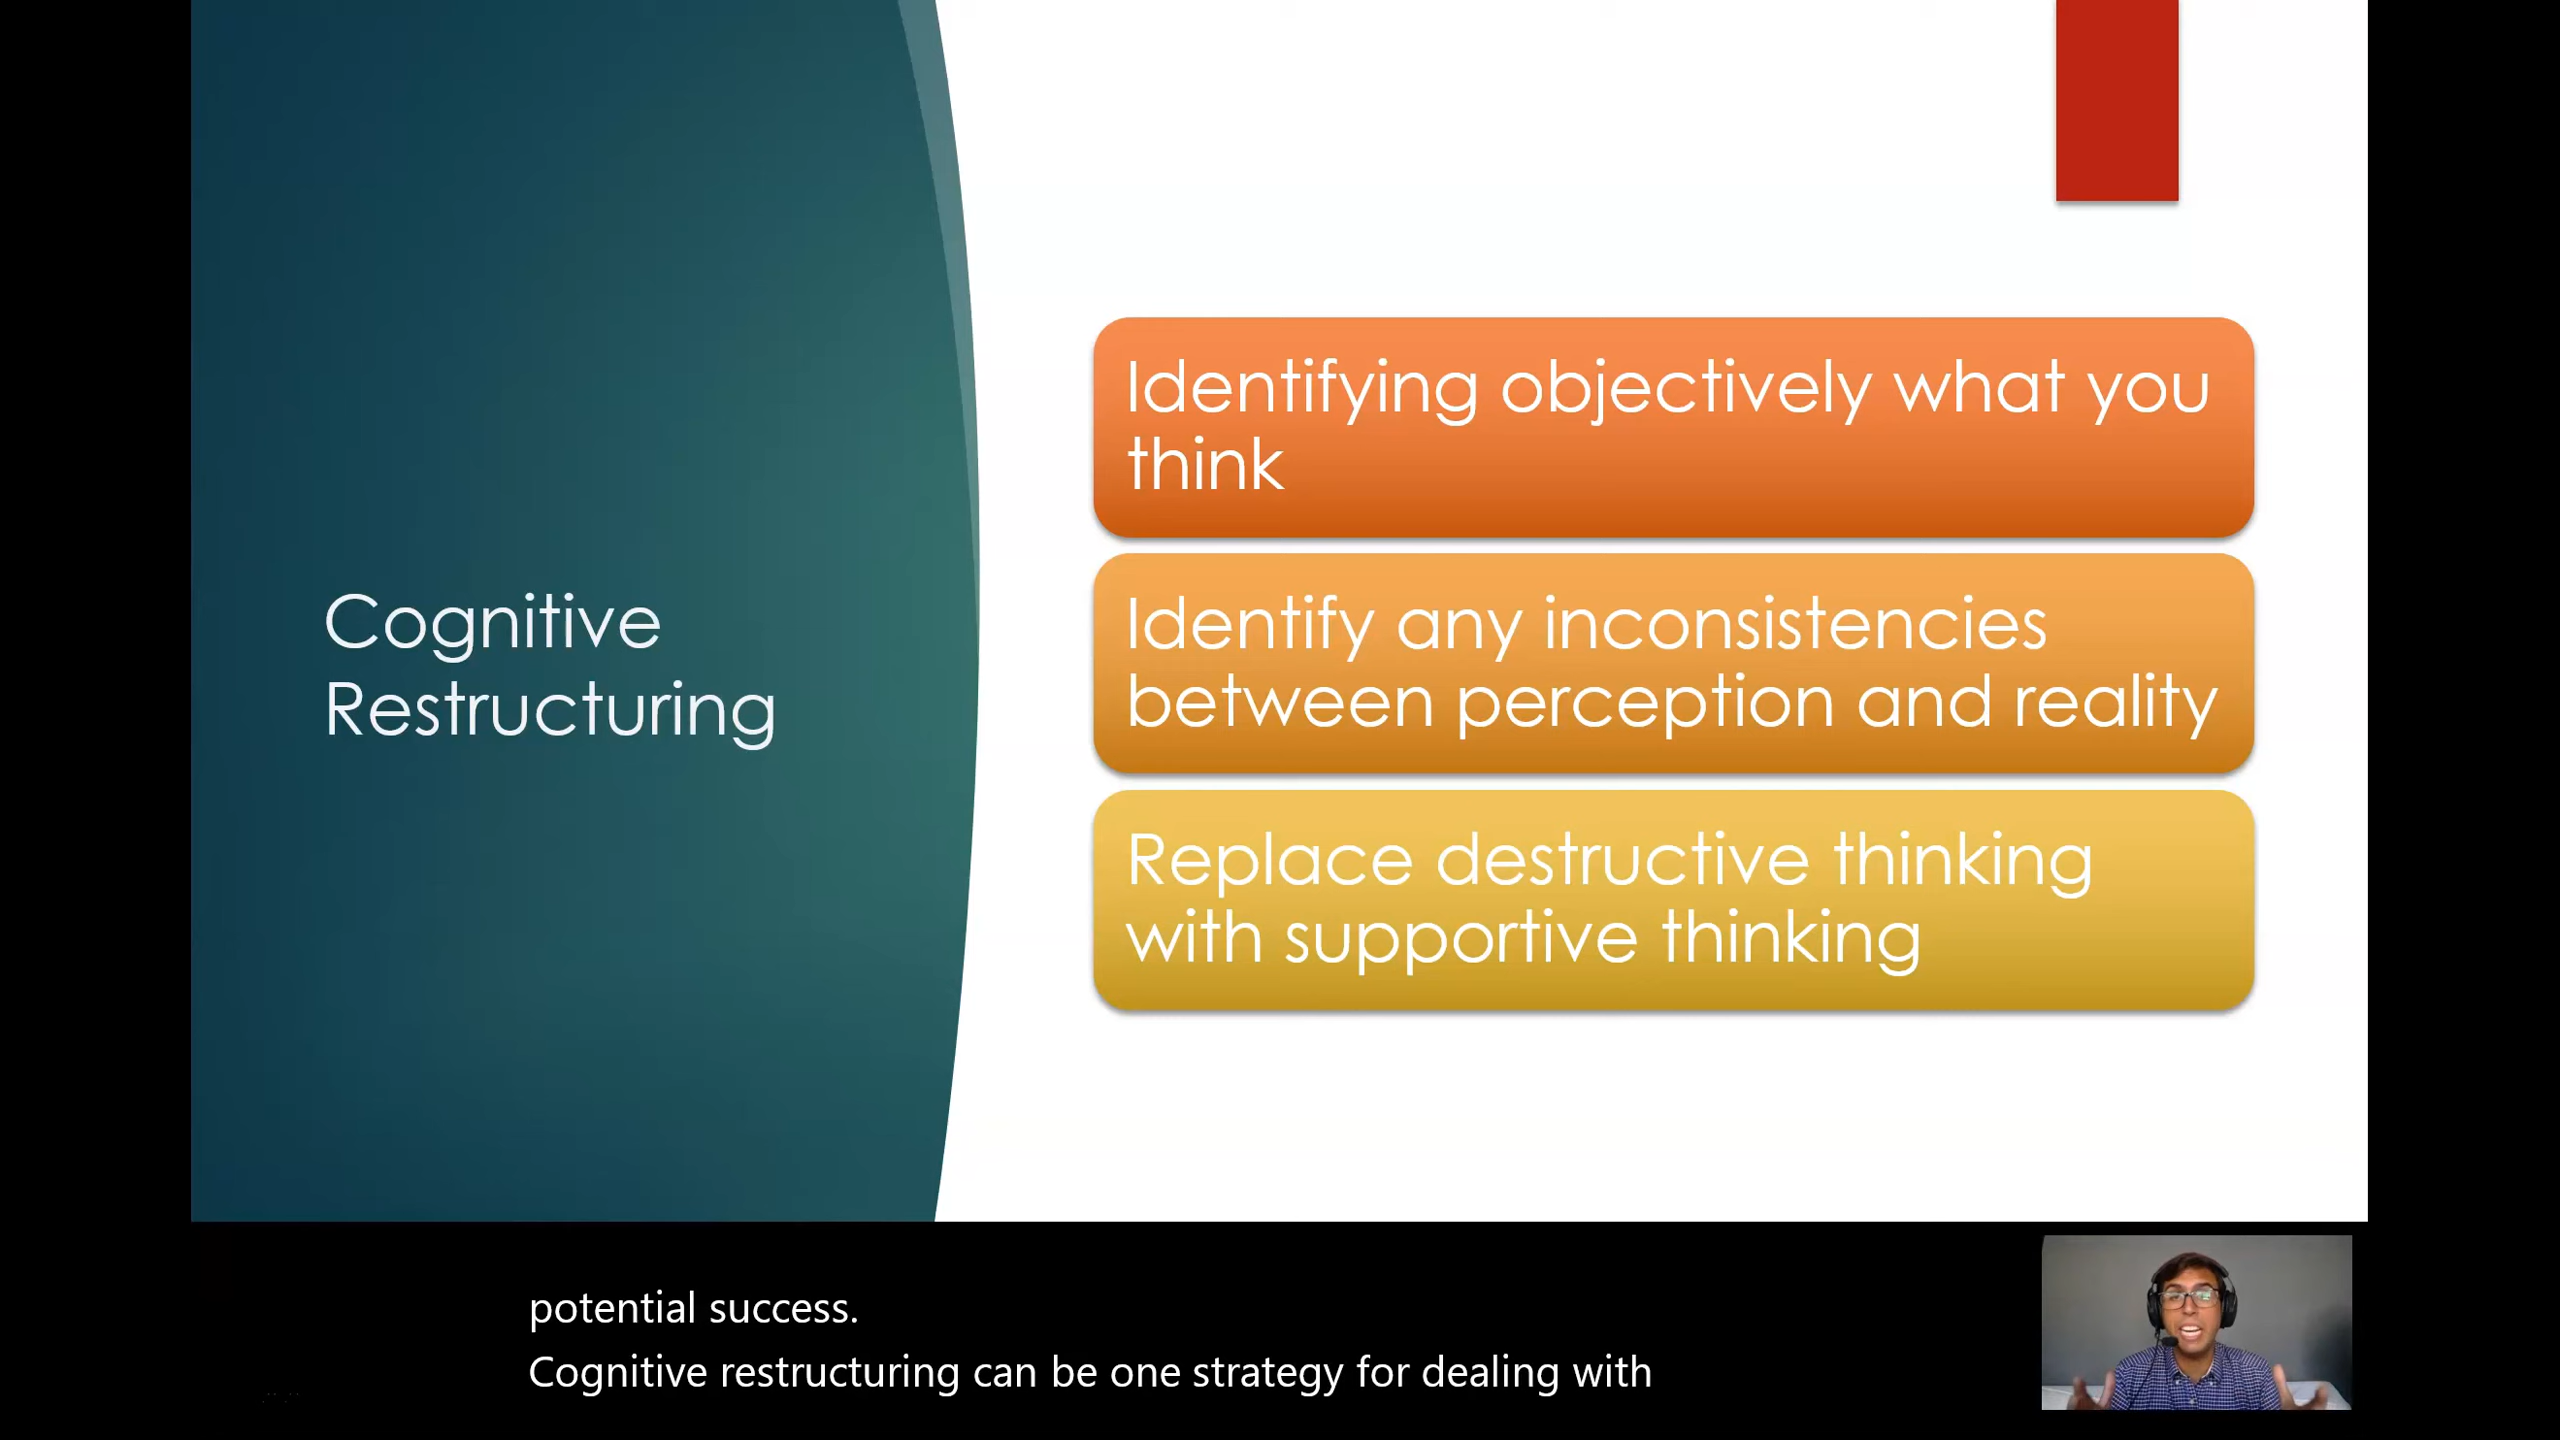 Cognitive
Restructuring
Identifying objectively what you
think
Identify any inconsistencies
between perception and reality
Replace destructive thinking
with supportive thinking
potential success.
Cognitive restructuring can be one strategy for dealing with